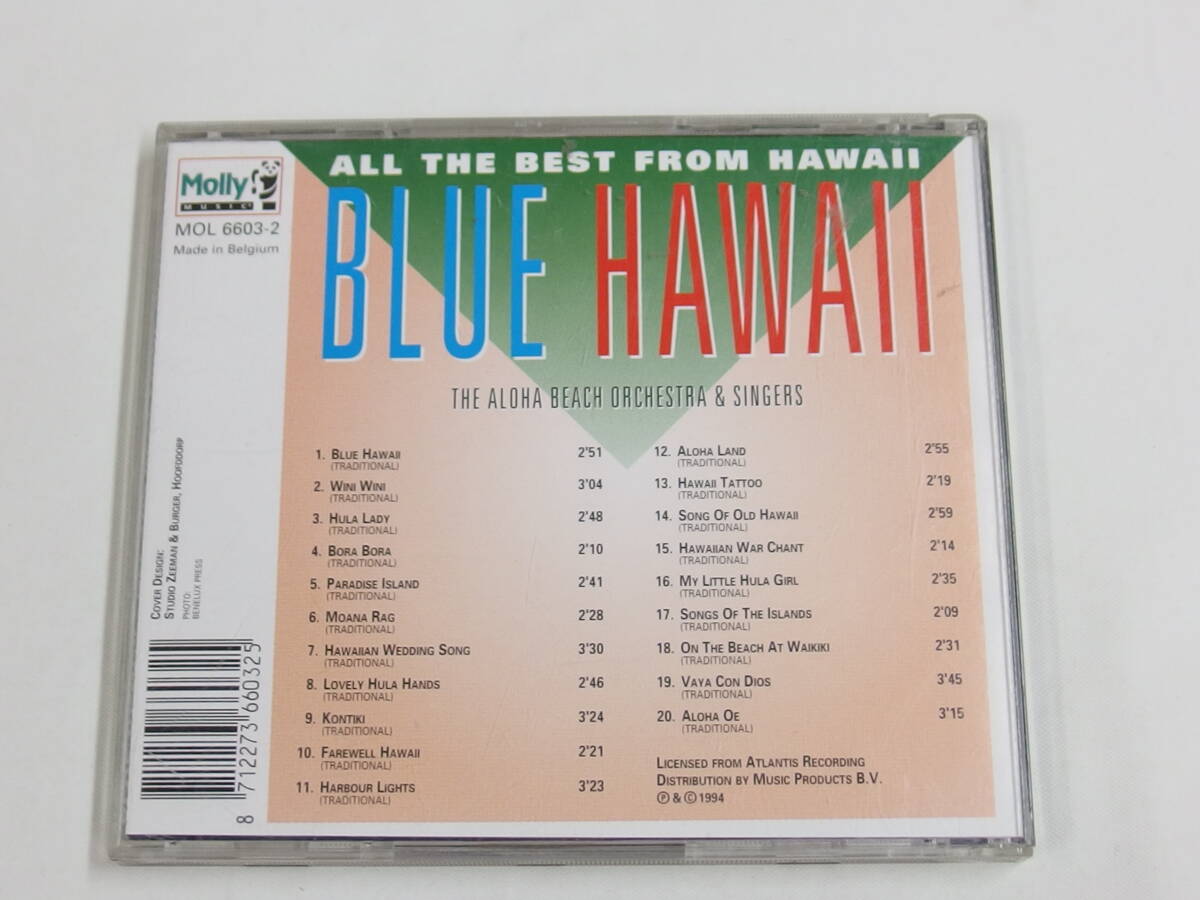 Molly
MUSIC
MOL 6603-2
Made in Belgium
ALL THE BEST FROM HAWAII
BLUE HAWAII
THE ALOHA BEACH ORCHESTRA & SINGERS
1. BLUE HAWAII 2'51
(TRADITIONAL)
2. WINI WINI 3'04
(TRADITIONAL)
3. HULA LADY 2'48
(TRADITIONAL)
4. BORA BORA 2'10
(TRADITIONAL)
5. PARADISE ISLAND 2'41
(TRADITIONAL)
6. MOANA RAG 2'28
(TRADITIONAL)
7. HAWAIIAN WEDDING SONG 3'30
(TRADITIONAL)
8. LOVELY HULA HANDS 2'46
(TRADITIONAL)
9. KONTIKI 3'24
(TRADITIONAL)
10. FAREWELL HAWAII 2'21
(TRADITIONAL)
11. HARBOUR LIGHTS 3'23
(TRADITIONAL)
12. ALOHA LAND 2'55
(TRADITIONAL)
13. HAWAII TATTOO 2'19
(TRADITIONAL)
14. SONG OF OLD HAWAII 2'59
(TRADITIONAL)
15. HAWAIIAN WAR CHANT 2'14
(TRADITIONAL)
16. MY LITTLE HULA GIRL 2'35
(TRADITIONAL)
17. SONGS OF THE ISLANDS 2'09
(TRADITIONAL)
18. ON THE BEACH AT WAIKIKI 2'31
(TRADITIONAL)
19. VAYA CON DIOS 3'45
(TRADITIONAL)
20. ALOHA OE 3'15
(TRADITIONAL)
LICENSED FROM ATLANTIS RECORDING
DISTRIBUTION BY MUSIC PRODUCTS B.V.
℗ & © 1994
COVER DESIGN:
STUDIO ZEEMAN & BURGER, HOOFDDORP
PHOTO:
BENELUX PRESS
8 712273 660325